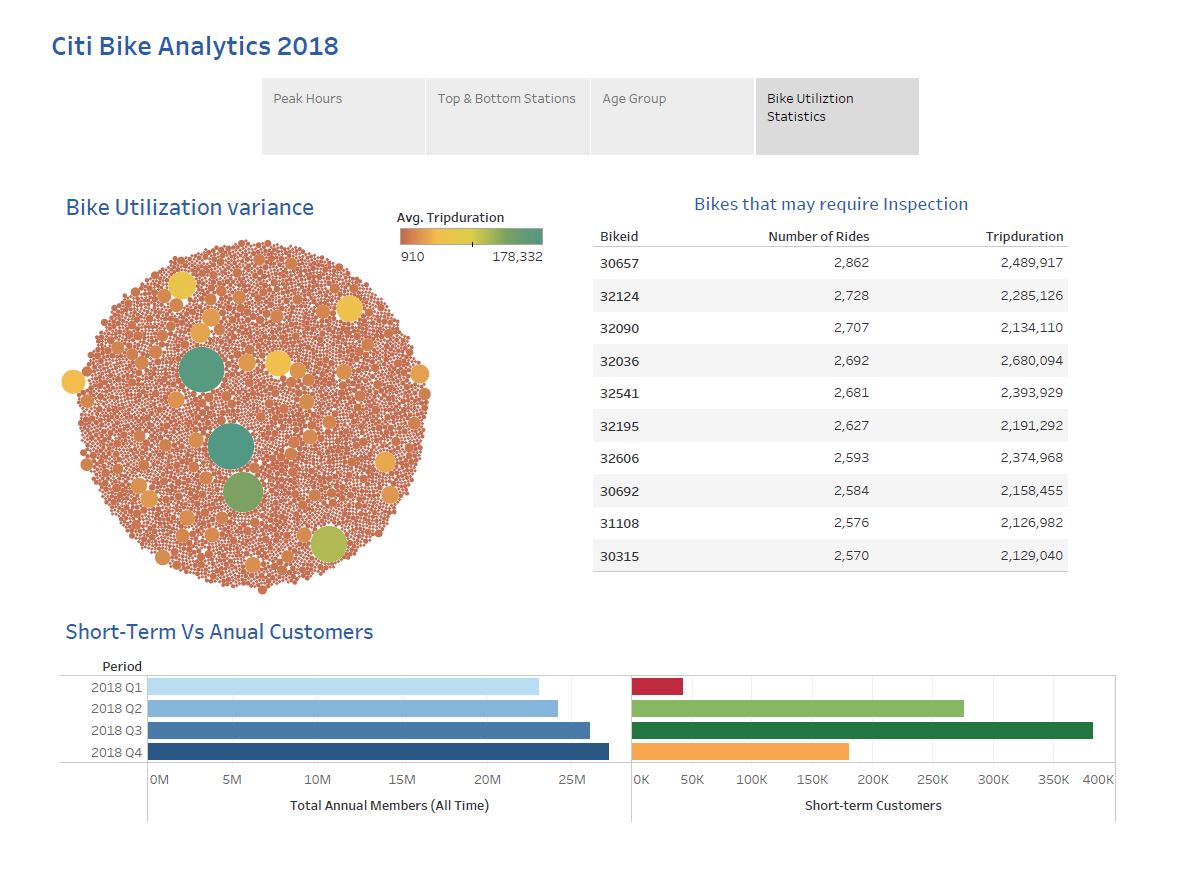 Citi Bike Analytics 2018
Peak Hours
Top & Bottom Stations
Age Group
Bike Utiliztion
Statistics
Bike Utilization variance
Avg. Tripduration
910 178,332
Bikes that may require Inspection
Bikeid Number of Rides Tripduration
30657 2,862 2,489,917
32124 2,728 2,285,126
32090 2,707 2,134,110
32036 2,692 2,680,094
32541 2,681 2,393,929
32195 2,627 2,191,292
32606 2,593 2,374,968
30692 2,584 2,158,455
31108 2,576 2,126,982
30315 2,570 2,129,040
Short-Term Vs Anual Customers
Period
2018 Q1
2018 Q2
2018 Q3
2018 Q4
0M 5M 10M 15M 20M 25M
Total Annual Members (All Time)
0K 50K 100K 150K 200K 250K 300K 350K 400K
Short-term Customers